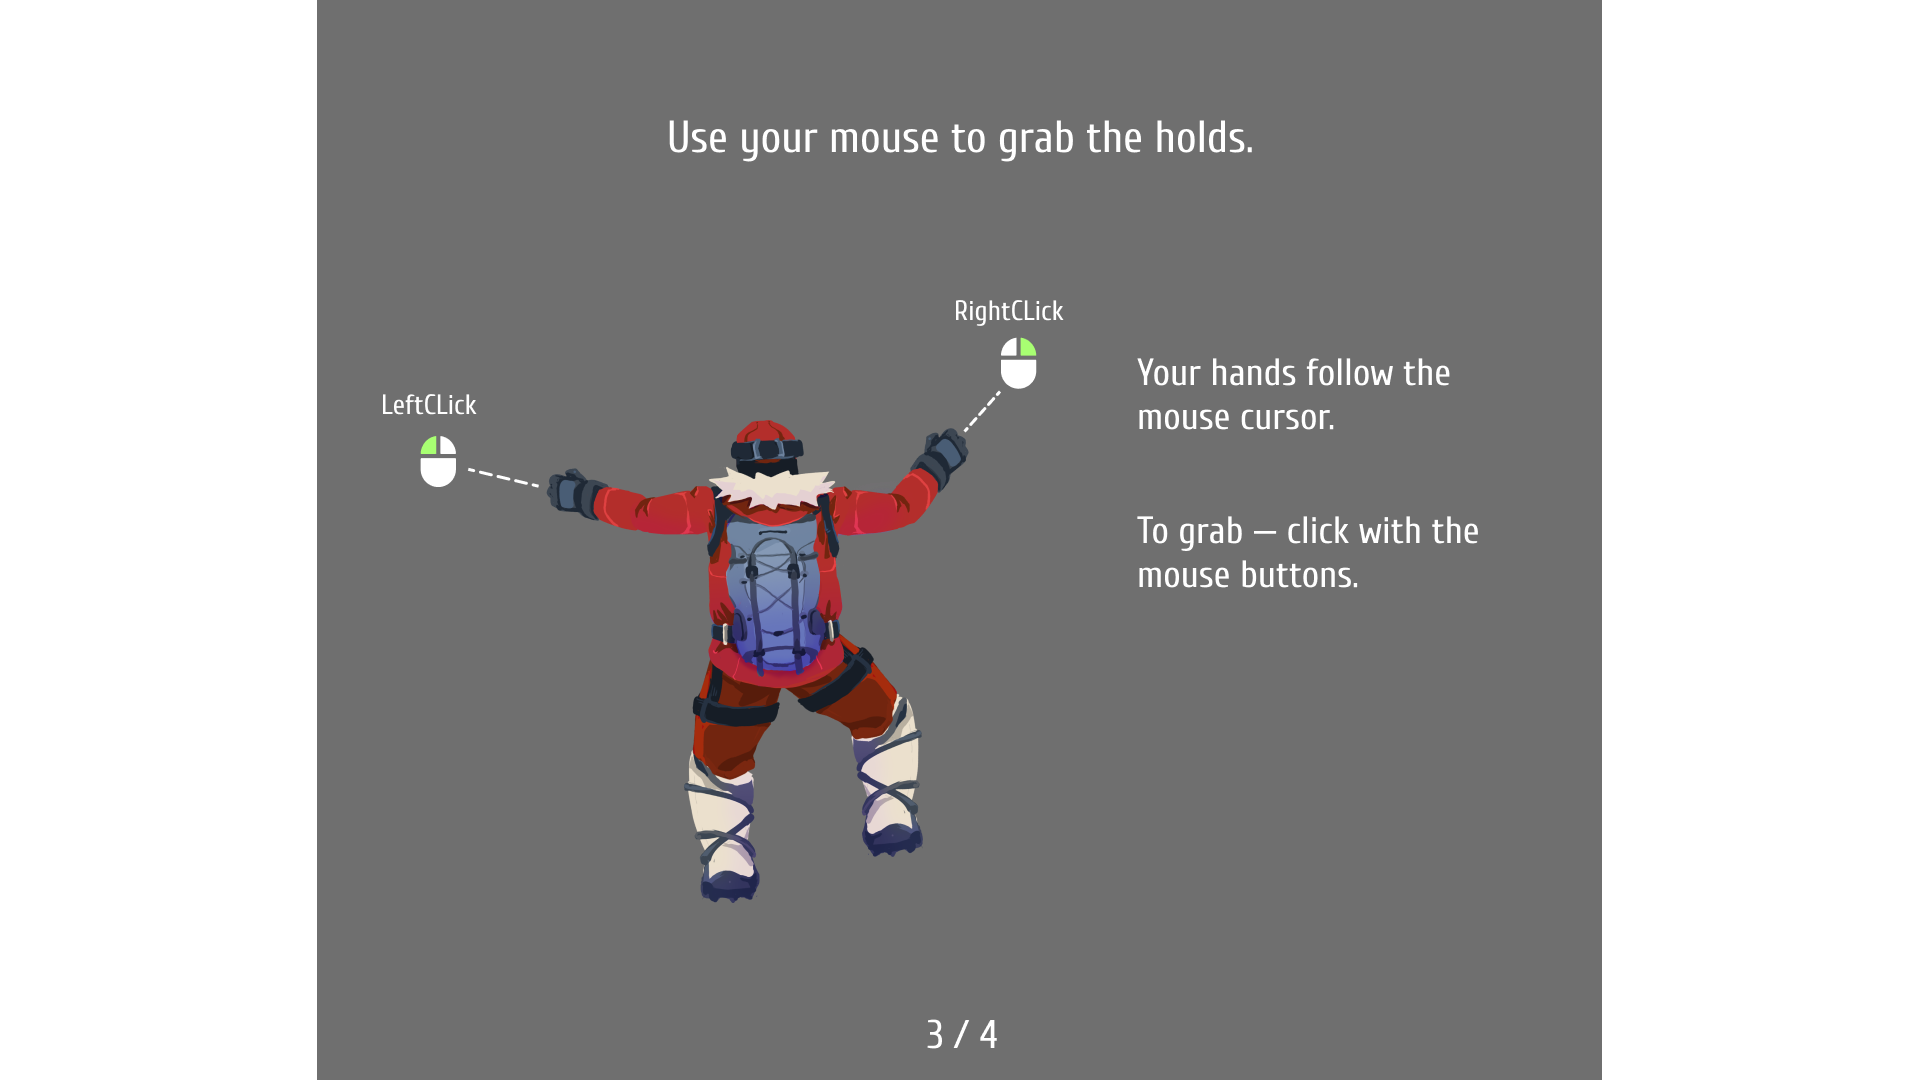 Use your mouse to grab the holds.
RightCLick
LeftCLick
Your hands follow the
mouse cursor.
To grab – click with the
mouse buttons.
3 / 4